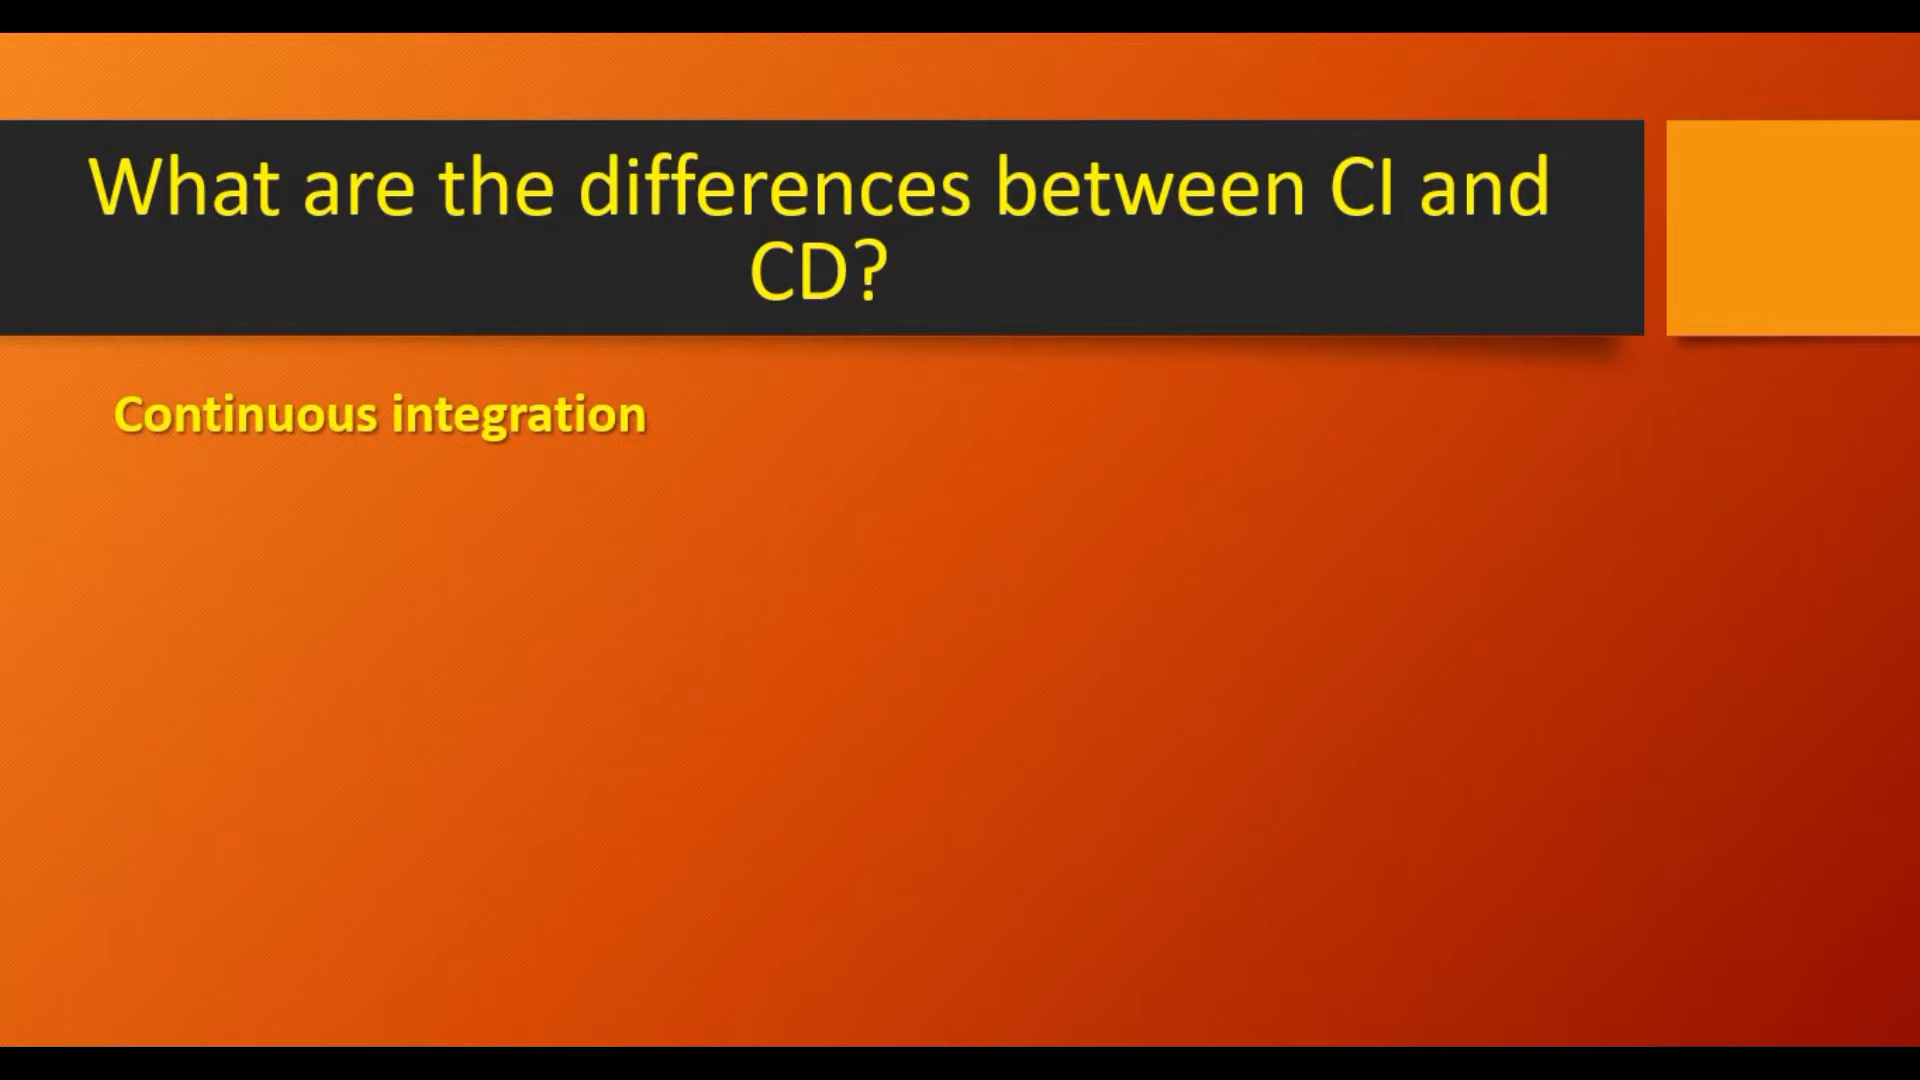 What are the differences between CI and
CD?
Continuous integration